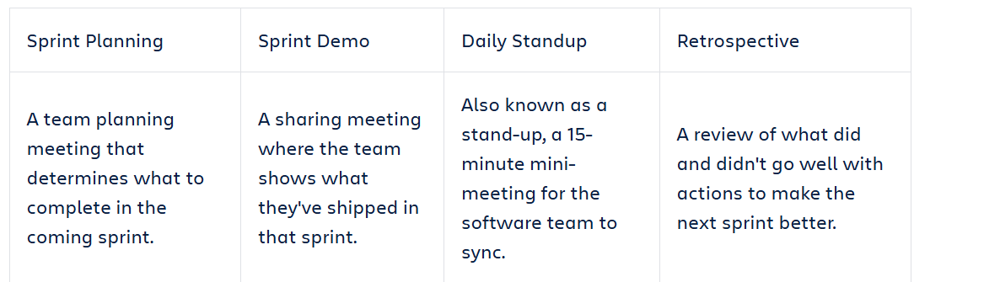 Sprint Planning
Sprint Demo
Daily Standup
Retrospective
A team planning
meeting that
determines what to
complete in the
coming sprint.
A sharing meeting
where the team
shows what
they've shipped in
that sprint.
Also known as a
stand-up, a 15-
minute mini-
meeting for the
software team to
sync.
A review of what did
and didn't go well with
actions to make the
next sprint better.